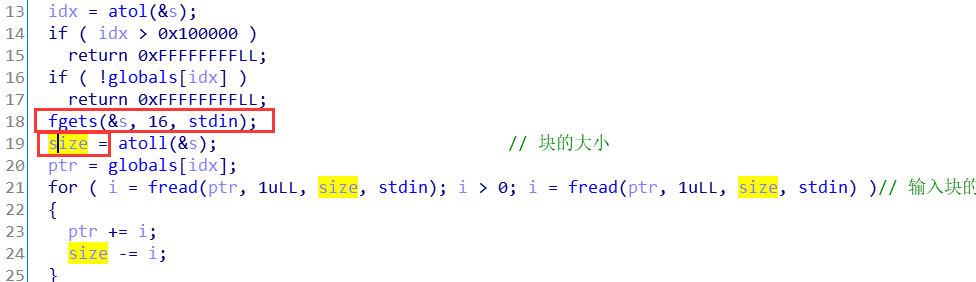 13 idx = atol(&s);
14 if ( idx > 0x100000 )
15 return 0xFFFFFFFFLL;
16 if ( !globals[idx] )
17 return 0xFFFFFFFFLL;
18 fgets(&s, 16, stdin);
19 size = atoll(&s); // 块的大小
20 ptr = globals[idx];
21 for ( i = fread(ptr, 1uLL, size, stdin); i > 0; i = fread(ptr, 1uLL, size, stdin) )// 输入块的
22 {
23 ptr += i;
24 size -= i;
25 }